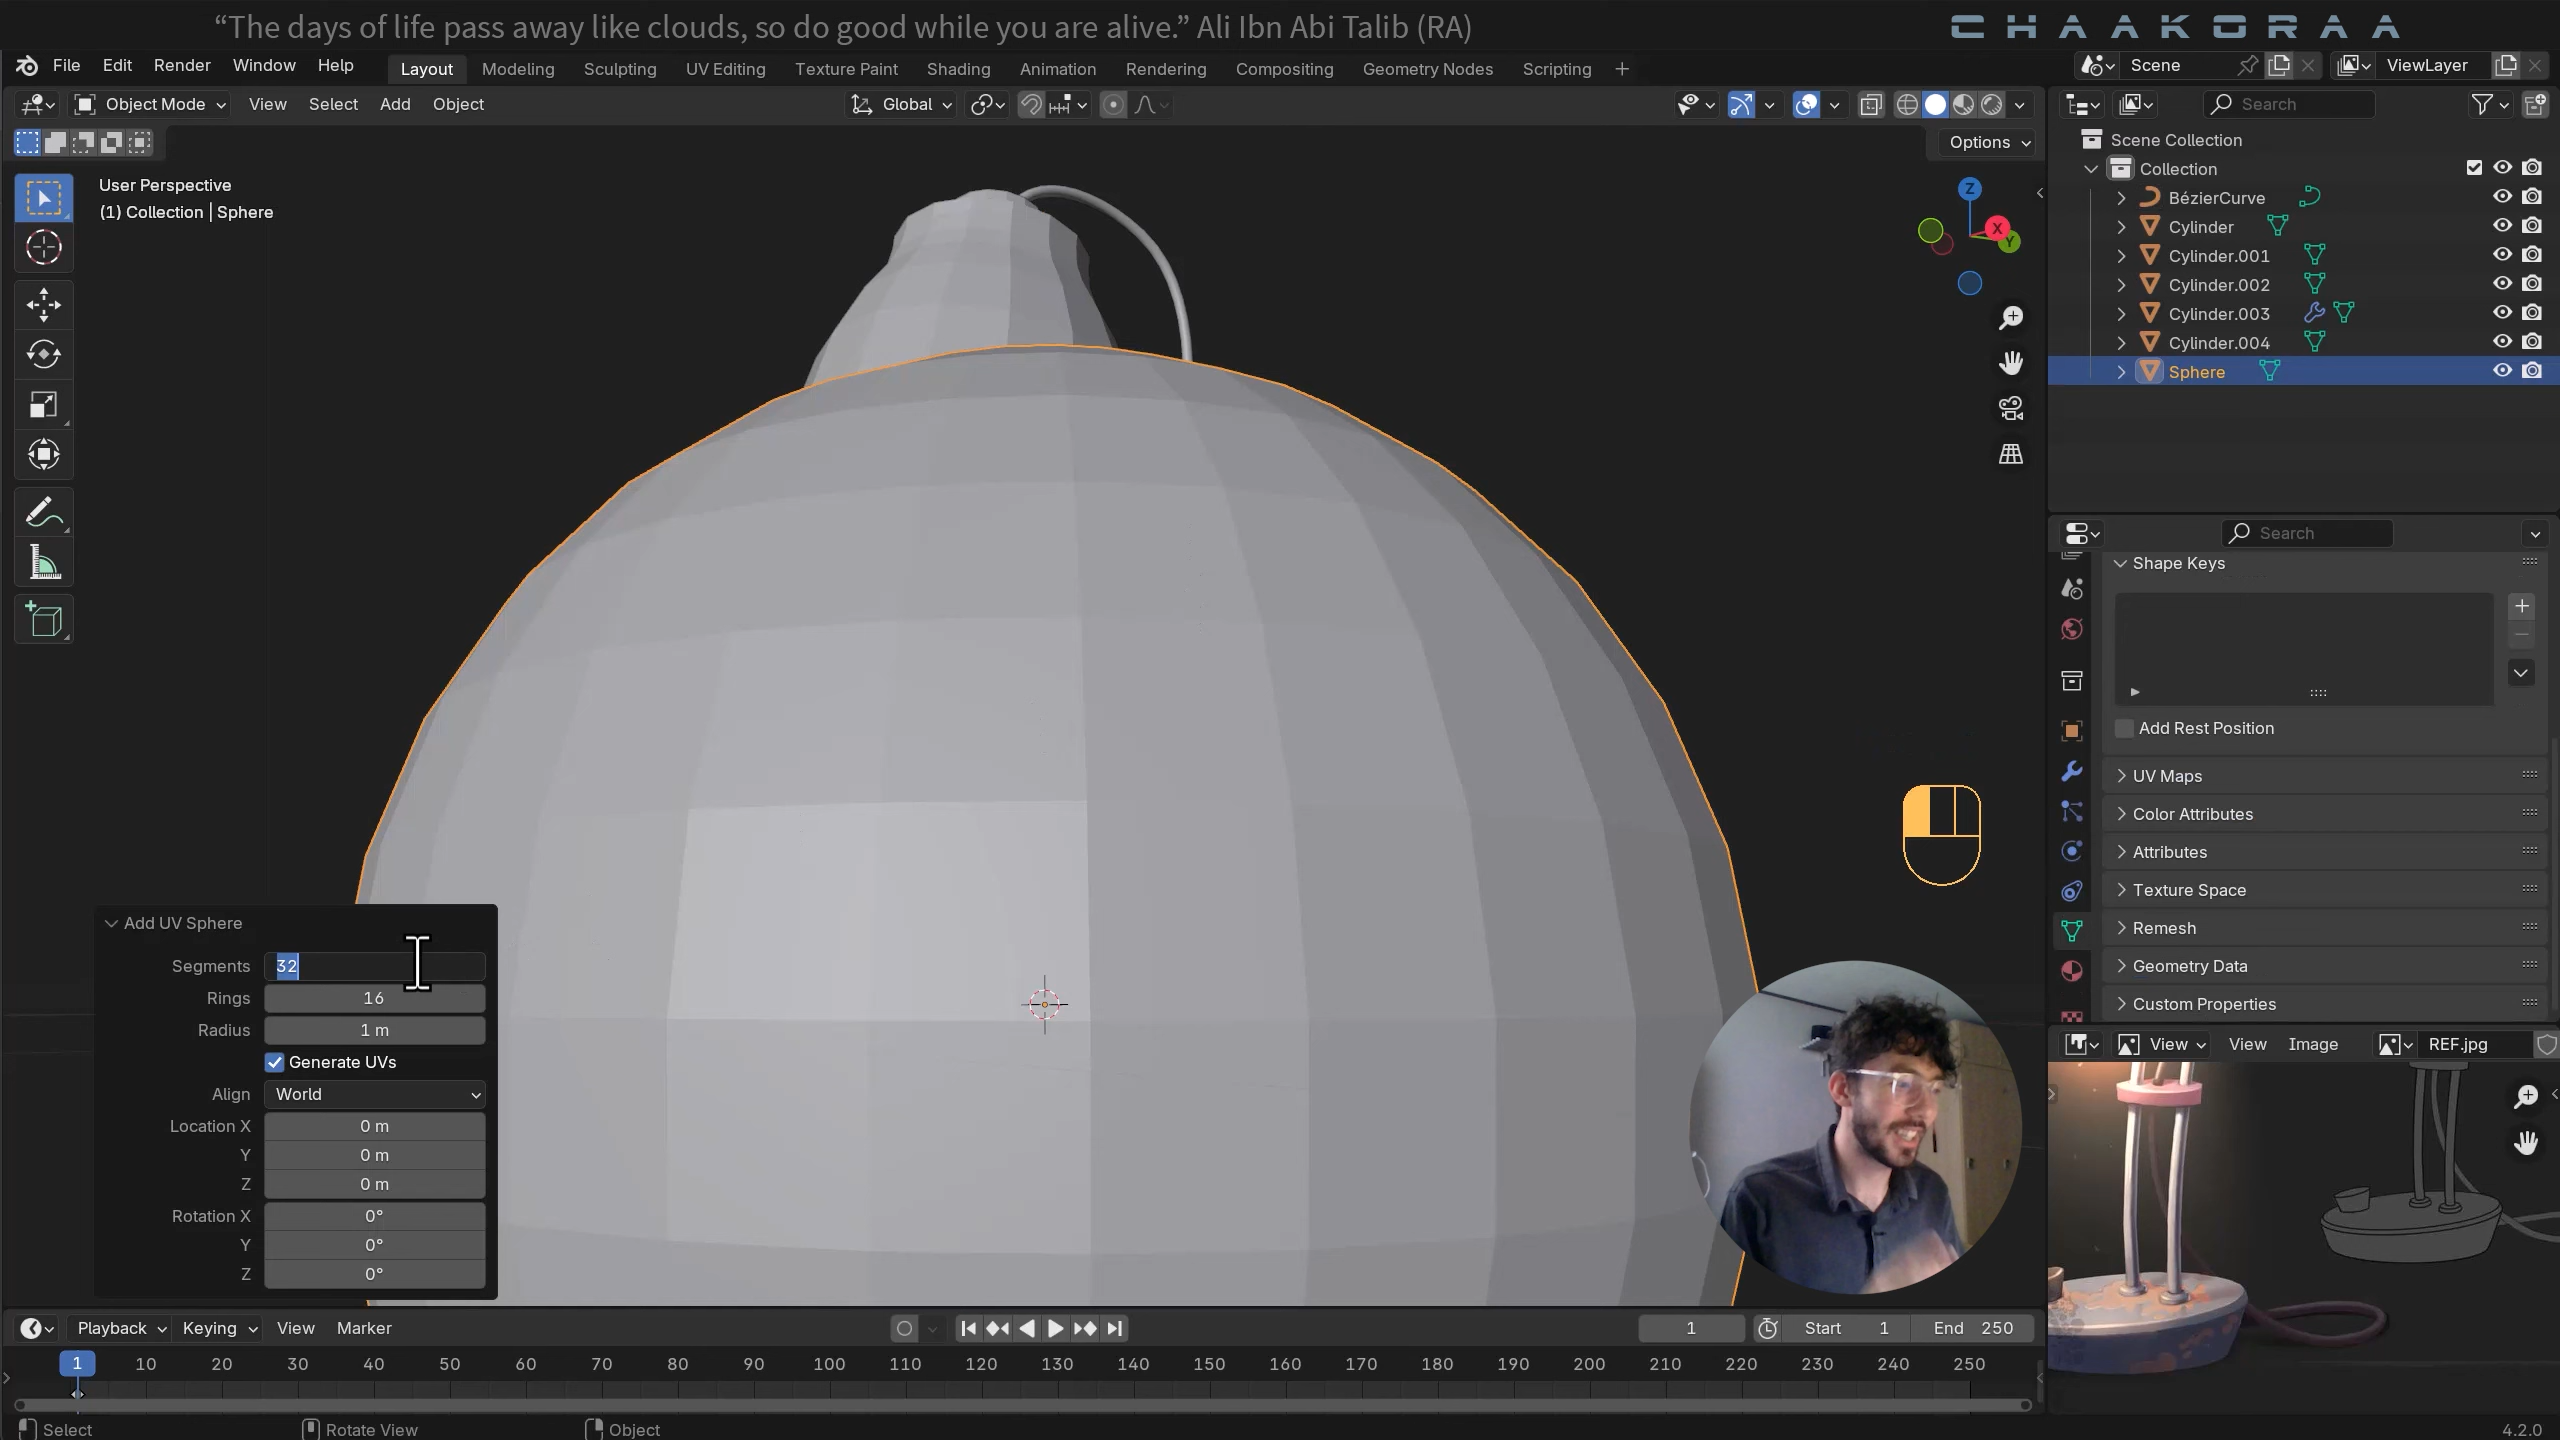 “The days of life pass away like clouds, so do good while you are alive.” Ali Ibn Abi Talib (RA)
CHAAKORAA
File Edit Render Window Help
Layout Modeling Sculpting UV Editing Texture Paint Shading Animation Rendering Compositing Geometry Nodes Scripting +
Scene
ViewLayer
Object Mode View Select Add Object
Global
Search
Options
User Perspective
(1) Collection | Sphere
Z
X
Y
Scene Collection
Collection
BézierCurve
Cylinder
Cylinder.001
Cylinder.002
Cylinder.003
Cylinder.004
Sphere
Search
Shape Keys
Add Rest Position
UV Maps
Color Attributes
Attributes
Texture Space
Remesh
Geometry Data
Custom Properties
View View Image REF.jpg
Add UV Sphere
Segments 32
Rings 16
Radius 1 m
Generate UVs
Align World
Location X 0 m
Y 0 m
Z 0 m
Rotation X 0°
Y 0°
Z 0°
Playback Keying View Marker
1
Start 1
End 250
1 10 20 30 40 50 60 70 80 90 100 110 120 130 140 150 160 170 180 190 200 210 220 230 240 250
Select
Rotate View
Object
4.2.0